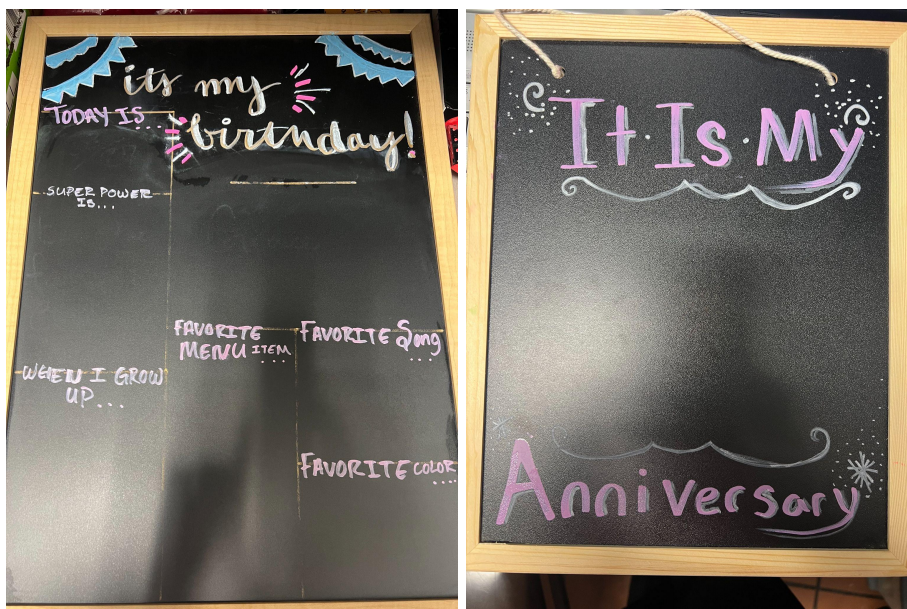 its my
birthday!
TODAY IS
....
SUPER POWER
IS...
WHEN I GROW
UP...
FAVORITE
MENU ITEM
...
FAVORITE Song
...
FAVORITE COLOR
....
It·Is·My
Anniversary